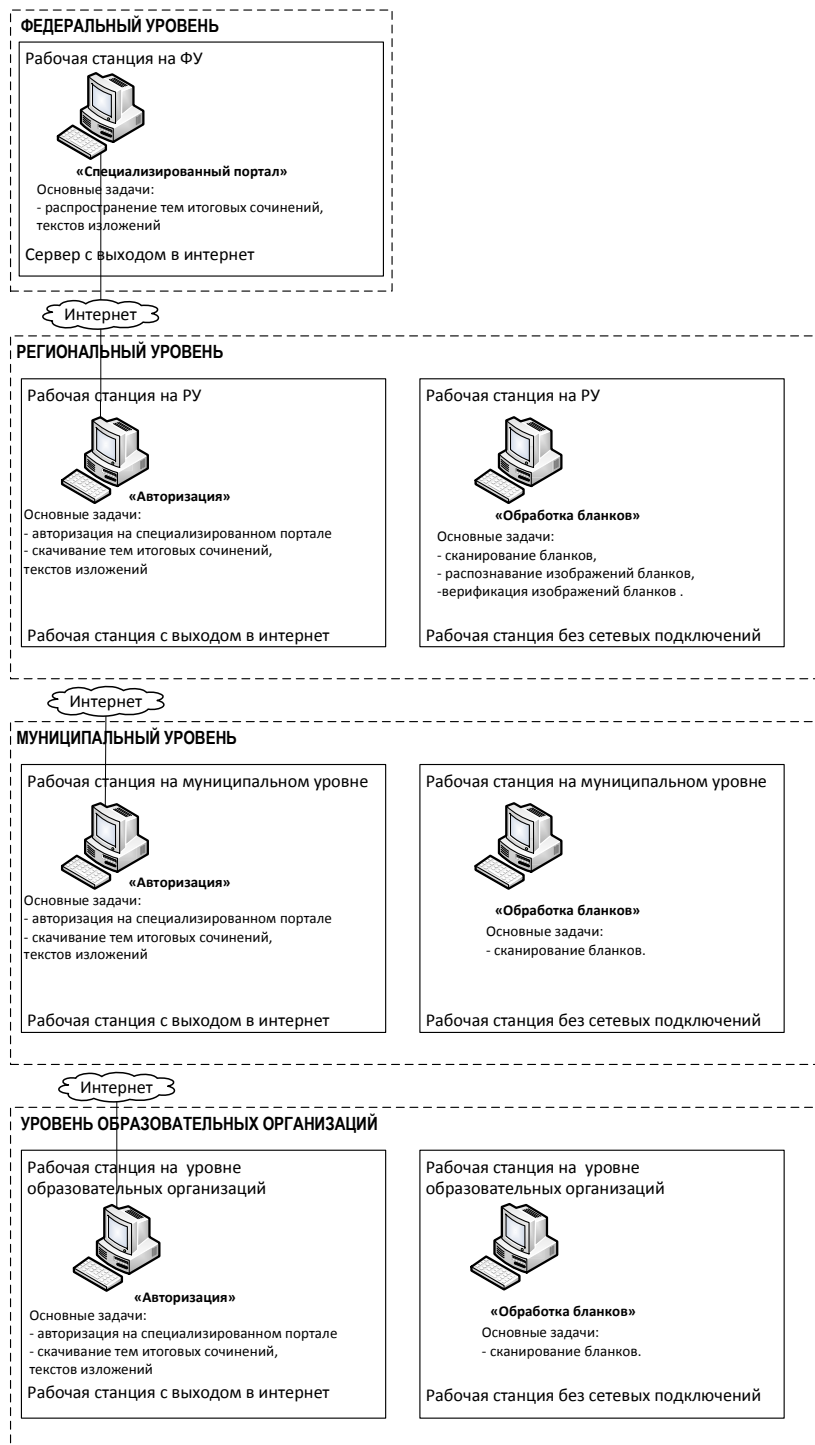 ФЕДЕРАЛЬНЫЙ УРОВЕНЬ
Рабочая станция на ФУ
«Специализированный портал»
Основные задачи:
- распространение тем итоговых сочинений,
текстов изложений
Сервер с выходом в интернет
Интернет
РЕГИОНАЛЬНЫЙ УРОВЕНЬ
Рабочая станция на РУ
«Авторизация»
Основные задачи:
- авторизация на специализированном портале
- скачивание тем итоговых сочинений,
текстов изложений
Рабочая станция с выходом в интернет
Рабочая станция на РУ
«Обработка бланков»
Основные задачи:
- сканирование бланков,
- распознавание изображений бланков,
-верификация изображений бланков .
Рабочая станция без сетевых подключений
Интернет
МУНИЦИПАЛЬНЫЙ УРОВЕНЬ
Рабочая станция на муниципальном уровне
«Авторизация»
Основные задачи:
- авторизация на специализированном портале
- скачивание тем итоговых сочинений,
текстов изложений
Рабочая станция с выходом в интернет
Рабочая станция на муниципальном уровне
«Обработка бланков»
Основные задачи:
- сканирование бланков.
Рабочая станция без сетевых подключений
Интернет
УРОВЕНЬ ОБРАЗОВАТЕЛЬНЫХ ОРГАНИЗАЦИЙ
Рабочая станция на уровне
образовательных организаций
«Авторизация»
Основные задачи:
- авторизация на специализированном портале
- скачивание тем итоговых сочинений,
текстов изложений
Рабочая станция с выходом в интернет
Рабочая станция на уровне
образовательных организаций
«Обработка бланков»
Основные задачи:
- сканирование бланков.
Рабочая станция без сетевых подключений